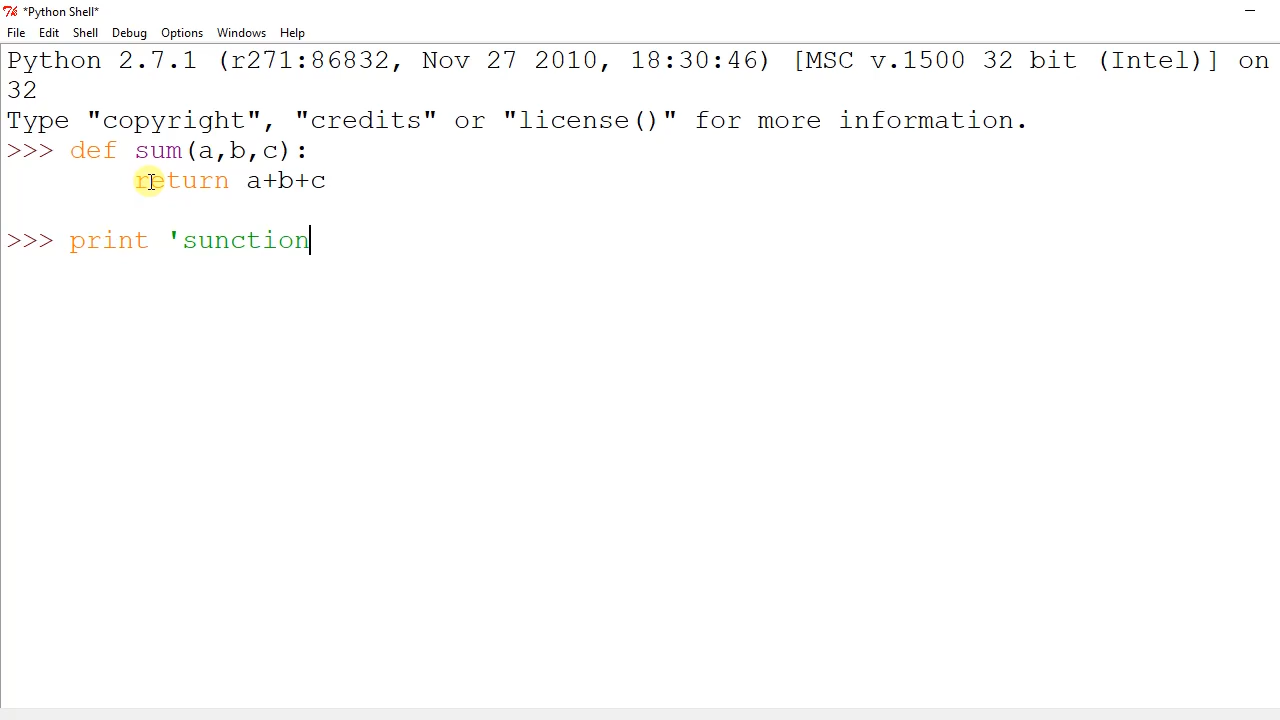 *Python Shell*
File Edit Shell Debug Options Windows Help
Python 2.7.1 (r271:86832, Nov 27 2010, 18:30:46) [MSC v.1500 32 bit (Intel)] on
32
Type "copyright", "credits" or "license()" for more information.
>>> def sum(a,b,c):
return a+b+c
>>> print 'sunction